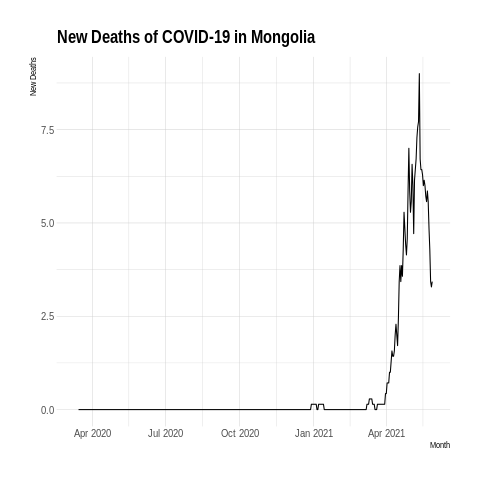 New Deaths of COVID-19 in Mongolia
New Deaths
7.5
5.0
2.5
0.0
Apr 2020 Jul 2020 Oct 2020 Jan 2021 Apr 2021
Month